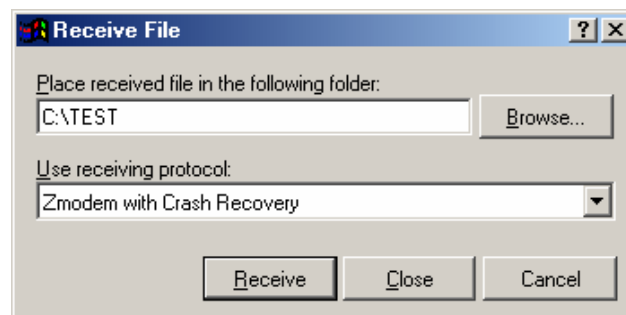 Receive File
Place received file in the following folder:
C:\TEST
Browse...
Use receiving protocol:
Zmodem with Crash Recovery
Receive Close Cancel